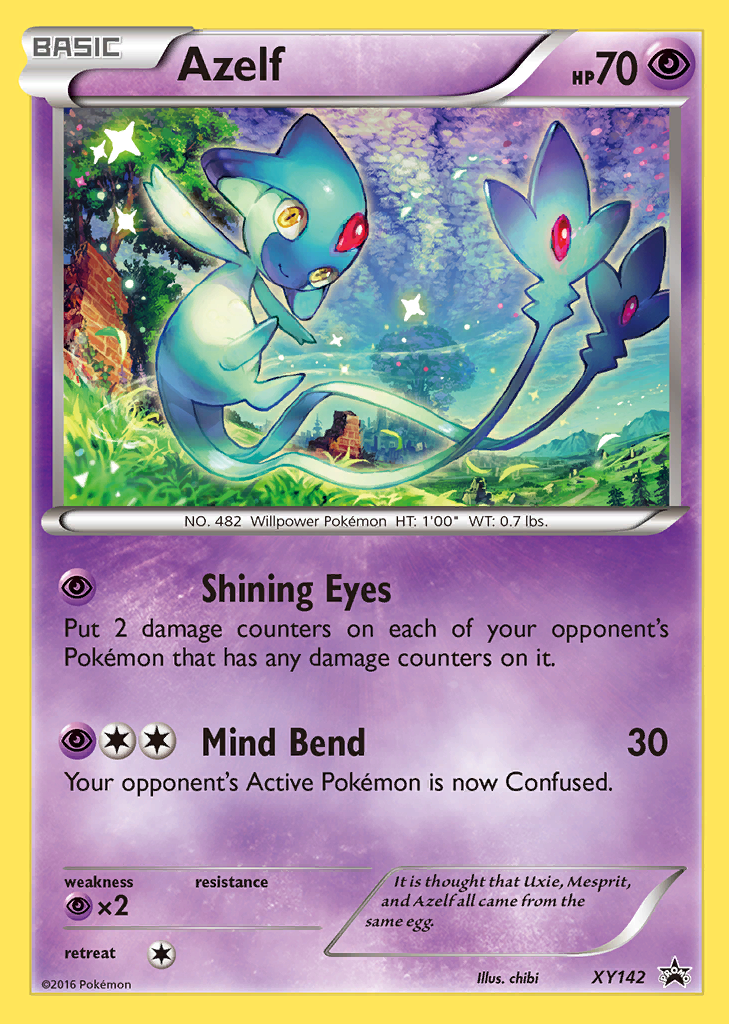 BASIC
Azelf
HP70
NO. 482 Willpower Pokémon HT: 1'00" WT: 0.7 lbs.
Shining Eyes
Put 2 damage counters on each of your opponent's
Pokémon that has any damage counters on it.
Mind Bend 30
Your opponent's Active Pokémon is now Confused.
weakness resistance
×2
It is thought that Uxie, Mesprit,
and Azelf all came from the
same egg.
retreat
©2016 Pokémon
Illus. chibi
XY142
PROMO